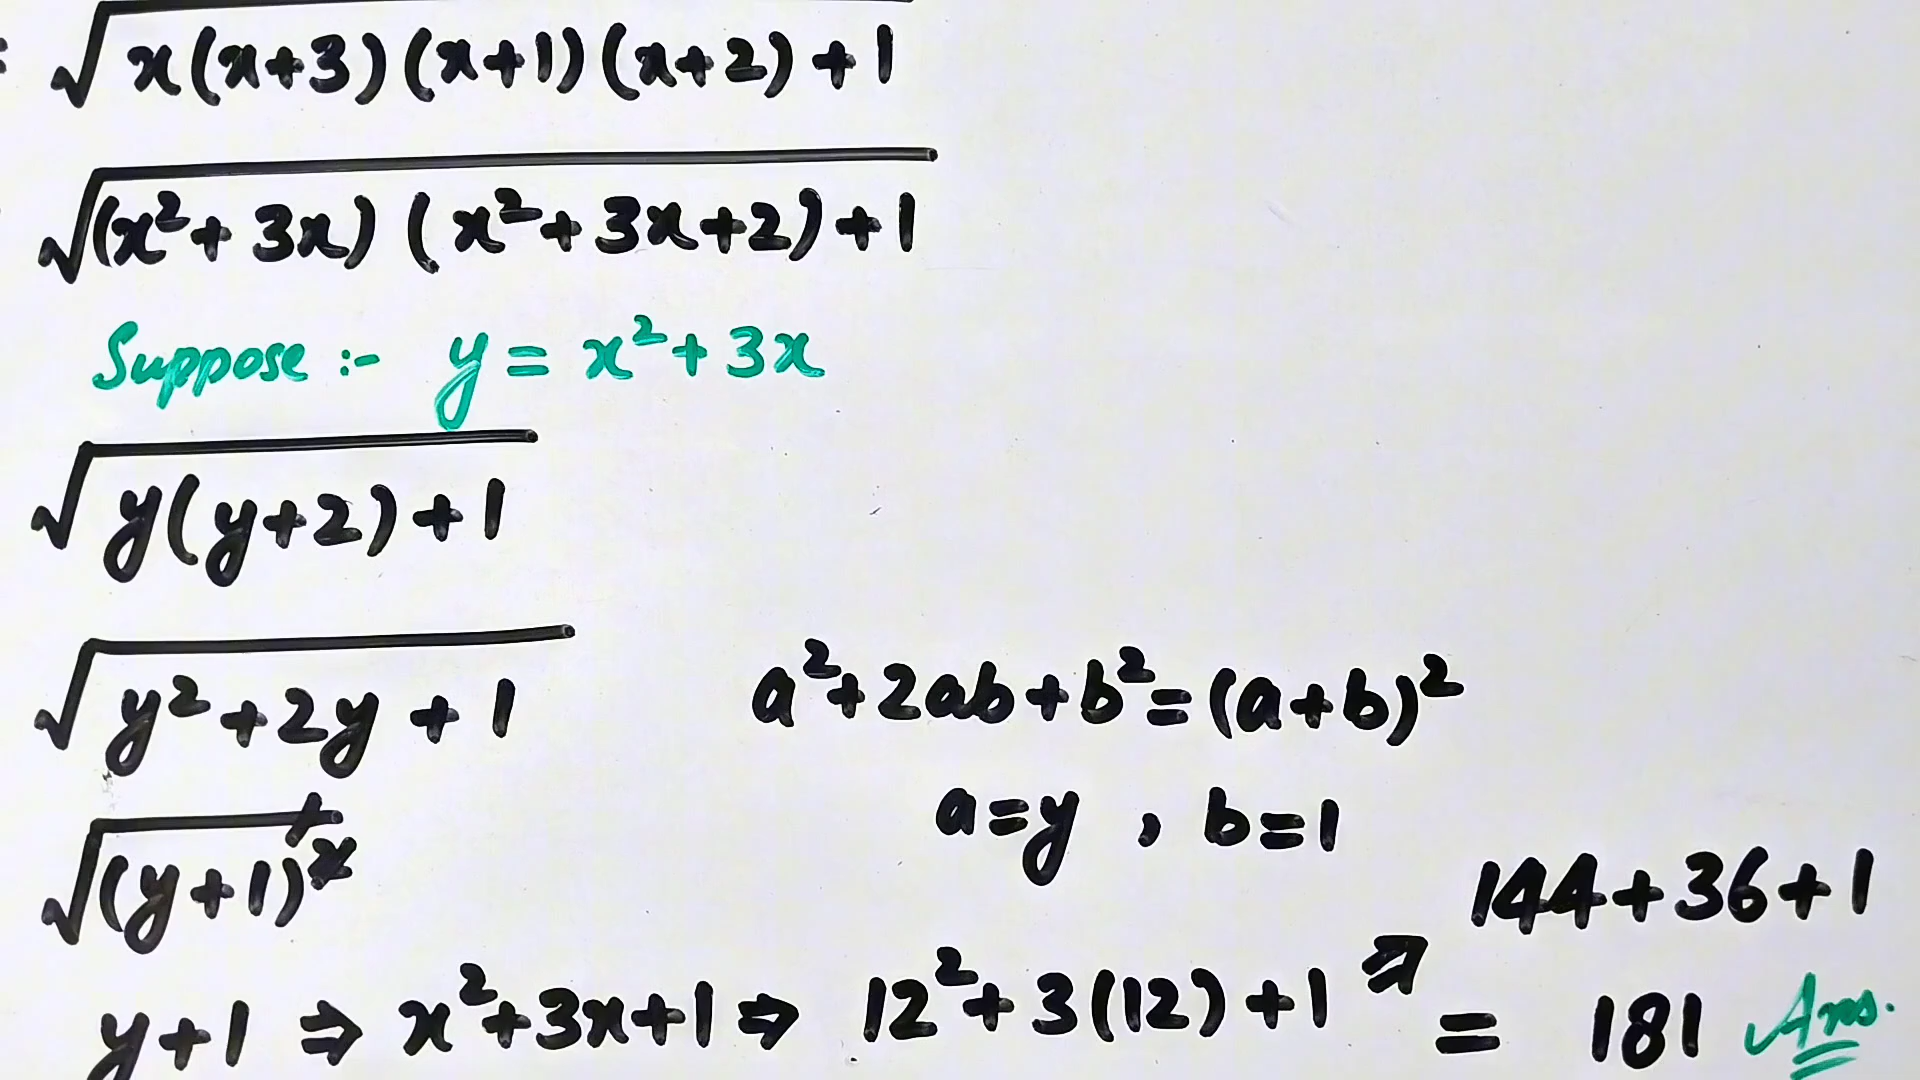 √x(x+3)(x+1)(x+2)+1
√(x²+3x)(x²+3x+2)+1
Suppose :- y = x²+3x
√y(y+2)+1
√y²+2y+1
a²+2ab+b²=(a+b)²
a=y , b=1
√(y+1)²
y+1 ⇒ x²+3x+1 ⇒ 12²+3(12)+1 ⇒ 144+36+1
= 181 Ans.